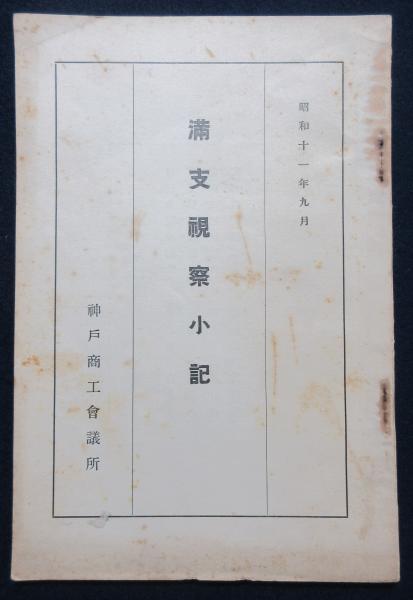 昭和十一年九月
満支視察小記
神戸商工會議所